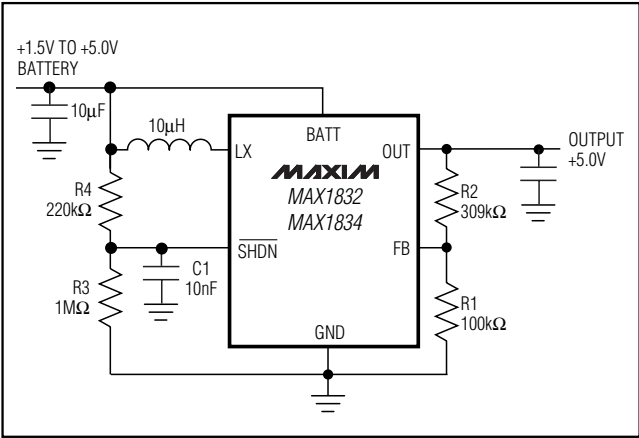 +1.5V TO +5.0V
BATTERY
10µF
10µH
LX
BATT
OUT
MAXIM
MAX1832
MAX1834
OUTPUT
+5.0V
R4
220kΩ
R2
309kΩ
SHDN
FB
C1
10nF
R3
1MΩ
R1
100kΩ
GND